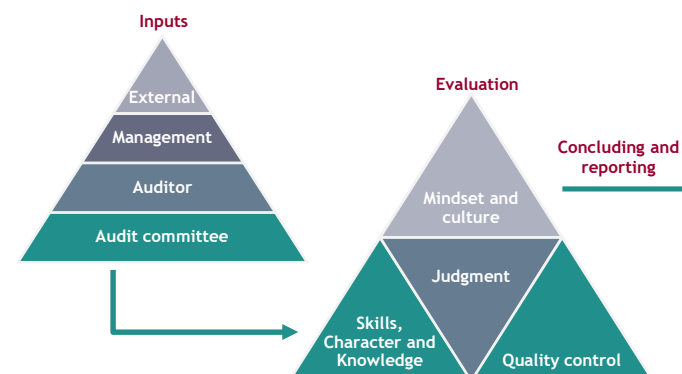 Inputs
External
Management
Auditor
Audit committee
Evaluation
Mindset and
culture
Judgment
Skills,
Character and
Knowledge
Quality control
Concluding and
reporting